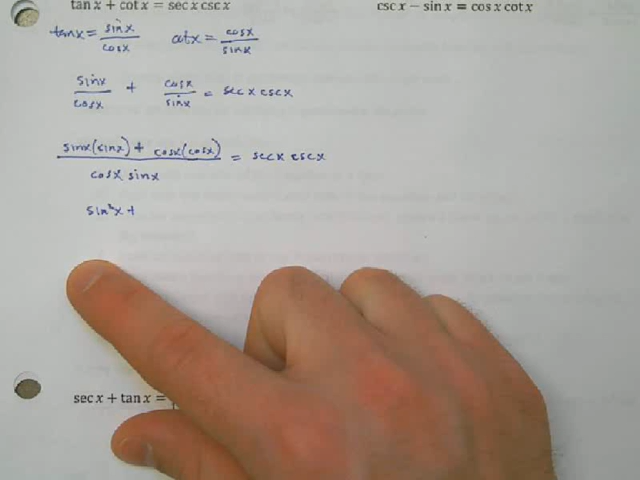 tan x + cot x = sec x csc x
csc x − sin x = cos x cot x
tanx = sinx/cosx   cotx = cosx/sinx
sinx/cosx + cosx/sinx = secx cscx
sinx(sinx) + cosx(cosx)/cosx sinx = secx cscx
sin²x +
sec x + tan x =